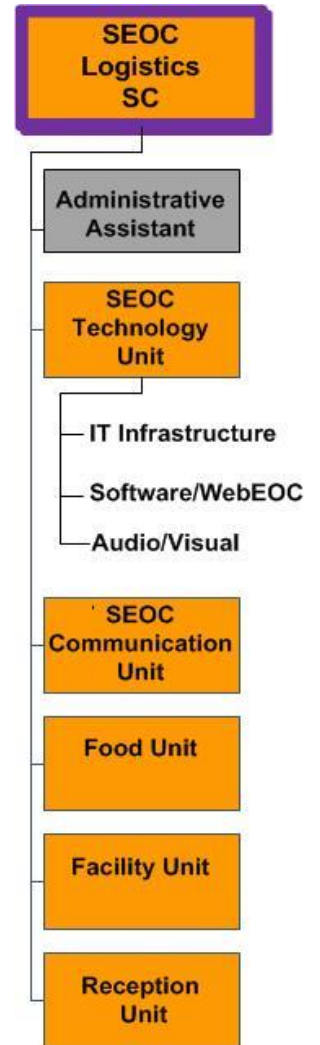 SEOC
Logistics
SC
Administrative
Assistant
SEOC
Technology
Unit
IT Infrastructure
Software/WebEOC
Audio/Visual
SEOC
Communication
Unit
Food Unit
Facility Unit
Reception
Unit